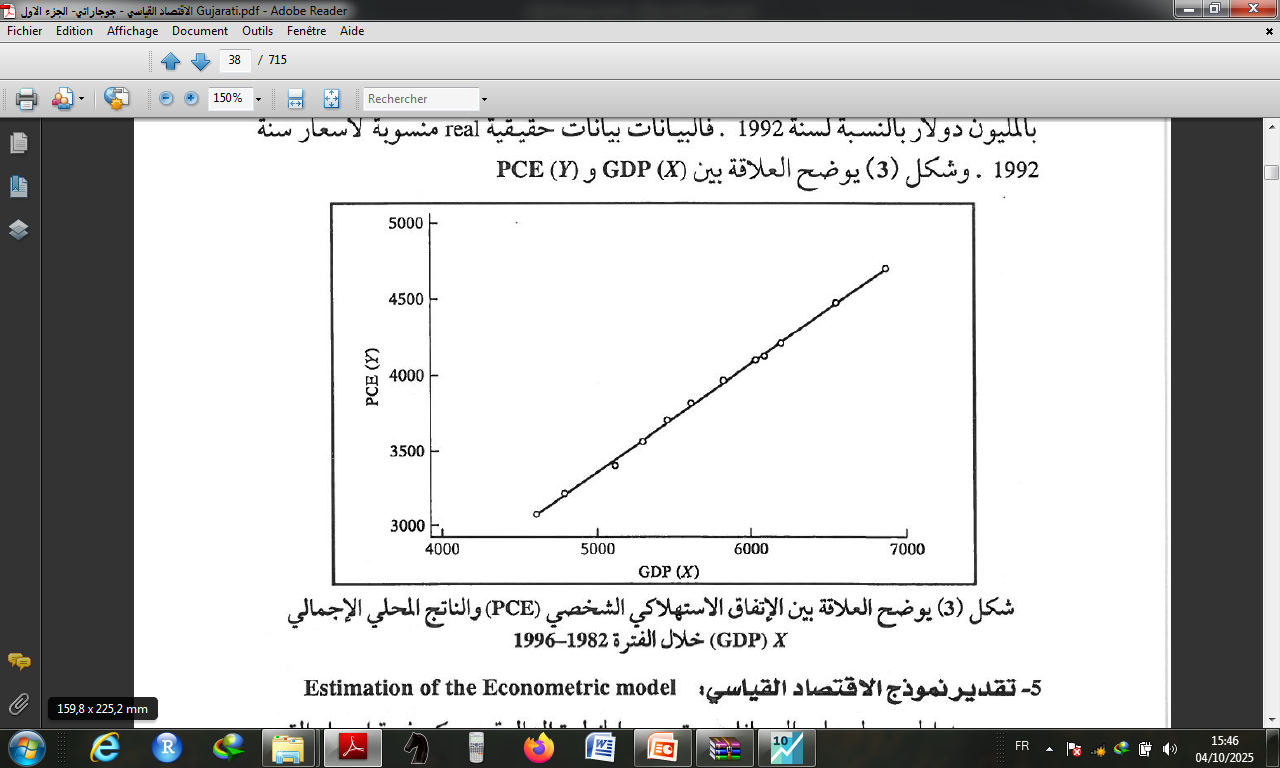 الاقتصاد القياسي - جوجاراتي- الجزء الاول Gujarati.pdf - Adobe Reader
Fichier Edition Affichage Document Outils Fenêtre Aide
38 / 715
150% Rechercher
بالمليون دولار بالنسبة لسنة 1992 . فالبيانات بيانات حقيقية real منسوبة لأسعار سنة
1992 . وشكل (3) يوضح العلاقة بين GDP (X) و PCE (Y)
5000
4500
4000
3500
3000
PCE (Y)
4000 5000 6000 7000
GDP (X)
شكل (3) يوضح العلاقة بين الإتفاق الاستهلاكي الشخصي (PCE) والناتج المحلي الإجمالي
X (GDP) خلال الفترة 1982–1996
5- تقدير نموذج الاقتصاد القياسي: Estimation of the Econometric model
159,8 x 225,2 mm
FR
15:46
04/10/2025